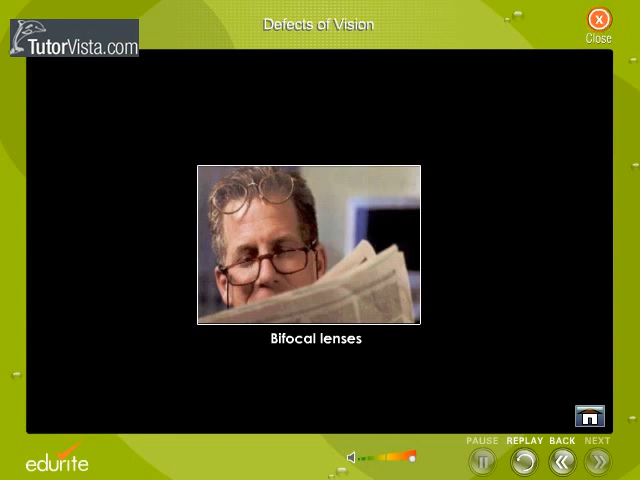 Defects of Vision
TutorVista.com
Close
Bifocal lenses
PAUSE REPLAY BACK NEXT
edurite